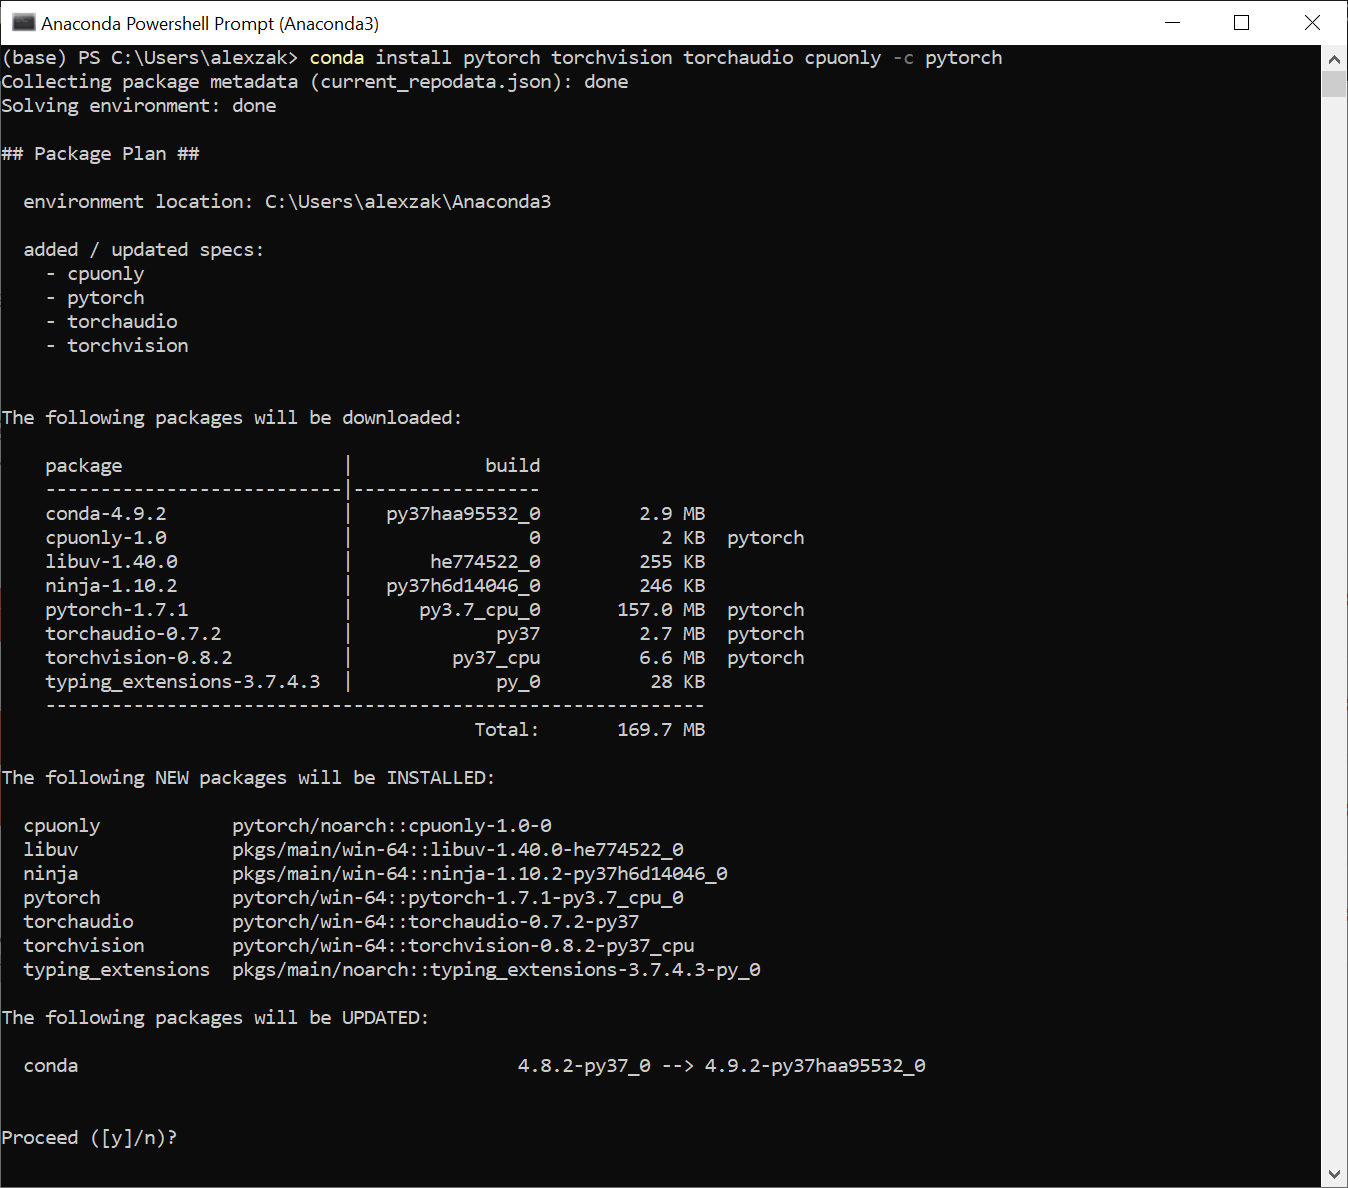 Anaconda Powershell Prompt (Anaconda3)
(base) PS C:\Users\alexzak> conda install pytorch torchvision torchaudio cpuonly -c pytorch
Collecting package metadata (current_repodata.json): done
Solving environment: done
## Package Plan ##
environment location: C:\Users\alexzak\Anaconda3
added / updated specs:
- cpuonly
- pytorch
- torchaudio
- torchvision
The following packages will be downloaded:
package | build
---------------------------|-----------------
conda-4.9.2 | py37haa95532_0 2.9 MB
cpuonly-1.0 | 0 2 KB pytorch
libuv-1.40.0 | he774522_0 255 KB
ninja-1.10.2 | py37h6d14046_0 246 KB
pytorch-1.7.1 | py3.7_cpu_0 157.0 MB pytorch
torchaudio-0.7.2 | py37 2.7 MB pytorch
torchvision-0.8.2 | py37_cpu 6.6 MB pytorch
typing_extensions-3.7.4.3 | py_0 28 KB
------------------------------------------------------------
Total: 169.7 MB
The following NEW packages will be INSTALLED:
cpuonly pytorch/noarch::cpuonly-1.0-0
libuv pkgs/main/win-64::libuv-1.40.0-he774522_0
ninja pkgs/main/win-64::ninja-1.10.2-py37h6d14046_0
pytorch pytorch/win-64::pytorch-1.7.1-py3.7_cpu_0
torchaudio pytorch/win-64::torchaudio-0.7.2-py37
torchvision pytorch/win-64::torchvision-0.8.2-py37_cpu
typing_extensions pkgs/main/noarch::typing_extensions-3.7.4.3-py_0
The following packages will be UPDATED:
conda 4.8.2-py37_0 --> 4.9.2-py37haa95532_0
Proceed ([y]/n)?